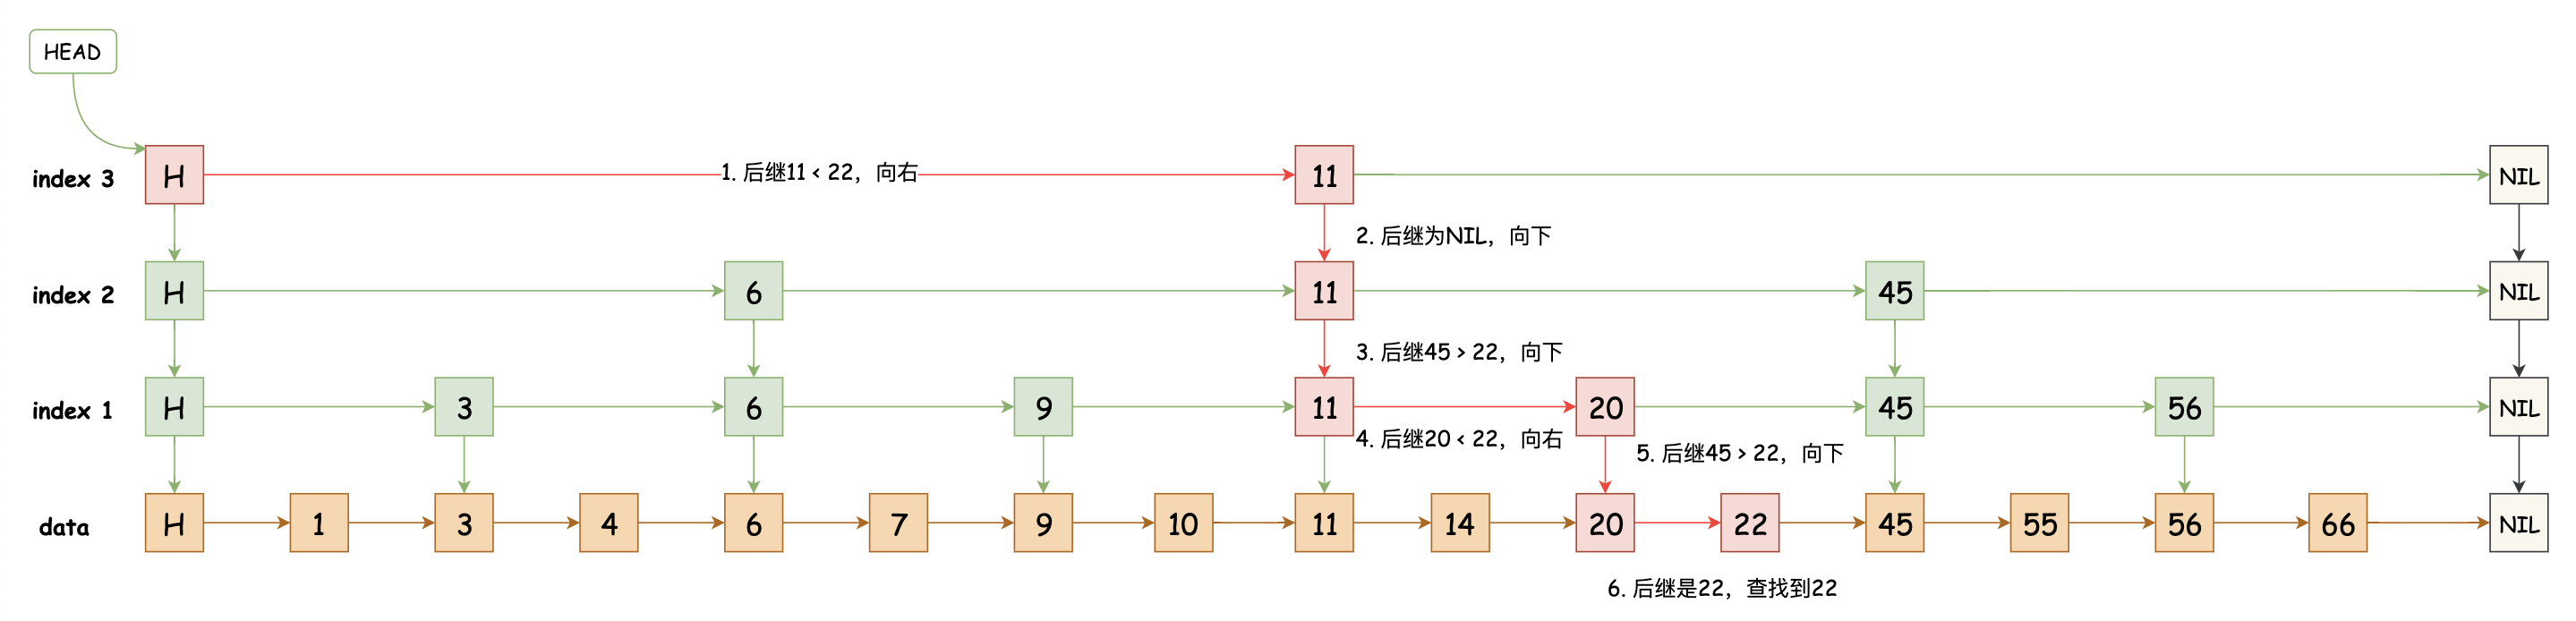 HEAD
index 3 H 1. 后继11 < 22，向右 11 NIL
2. 后继为NIL，向下
index 2 H 6 11 45 NIL
3. 后继45 > 22，向下
index 1 H 3 6 9 11 20 45 56 NIL
4. 后继20 < 22，向右
5. 后继45 > 22，向下
data H 1 3 4 6 7 9 10 11 14 20 22 45 55 56 66 NIL
6. 后继是22，查找到22